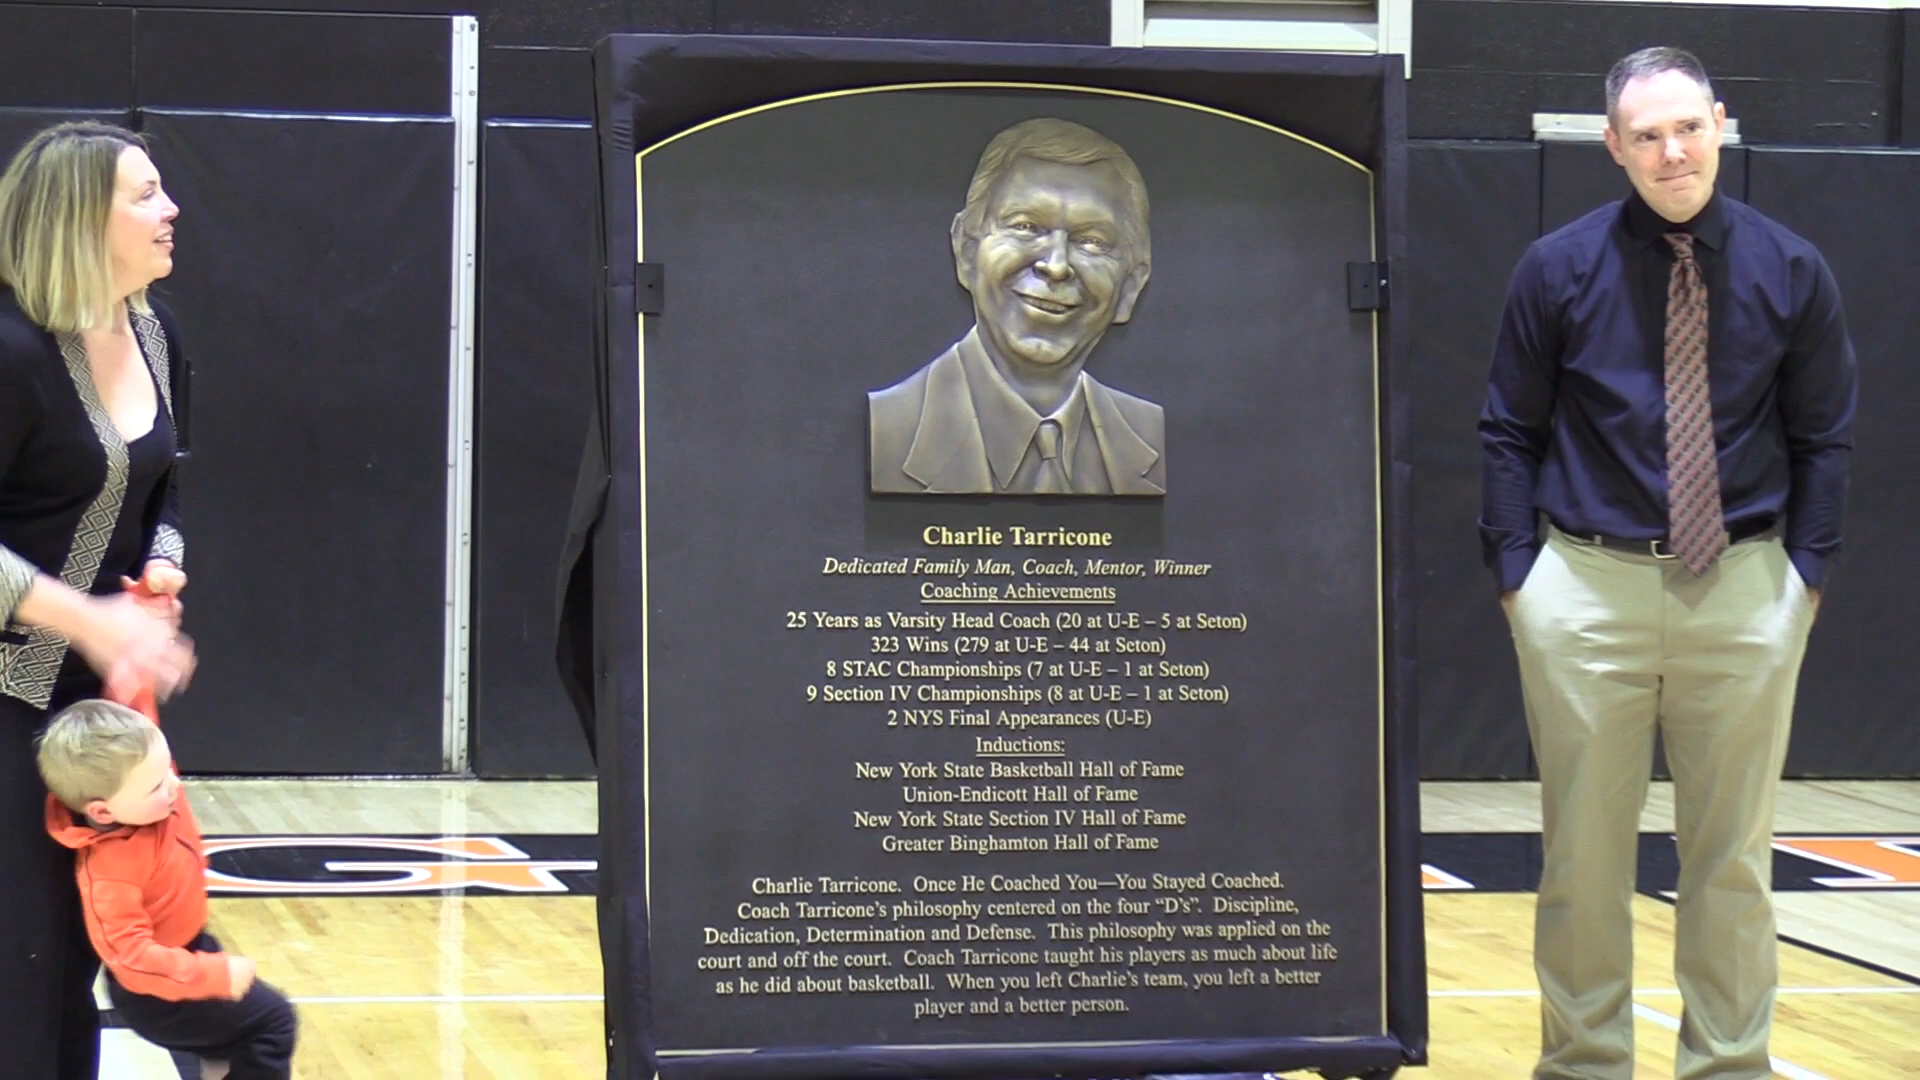 Charlie Tarricone
Dedicated Family Man, Coach, Mentor, Winner
Coaching Achievements
25 Years as Varsity Head Coach (20 at U-E – 5 at Seton)
323 Wins (279 at U-E – 44 at Seton)
8 STAC Championships (7 at U-E – 1 at Seton)
9 Section IV Championships (8 at U-E – 1 at Seton)
2 NYS Final Appearances (U-E)
Inductions:
New York State Basketball Hall of Fame
Union-Endicott Hall of Fame
New York State Section IV Hall of Fame
Greater Binghamton Hall of Fame
Charlie Tarricone. Once He Coached You—You Stayed Coached.
Coach Tarricone's philosophy centered on the four “D's”. Discipline,
Dedication, Determination and Defense. This philosophy was applied on the
court and off the court. Coach Tarricone taught his players as much about life
as he did about basketball. When you left Charlie's team, you left a better
player and a better person.
G